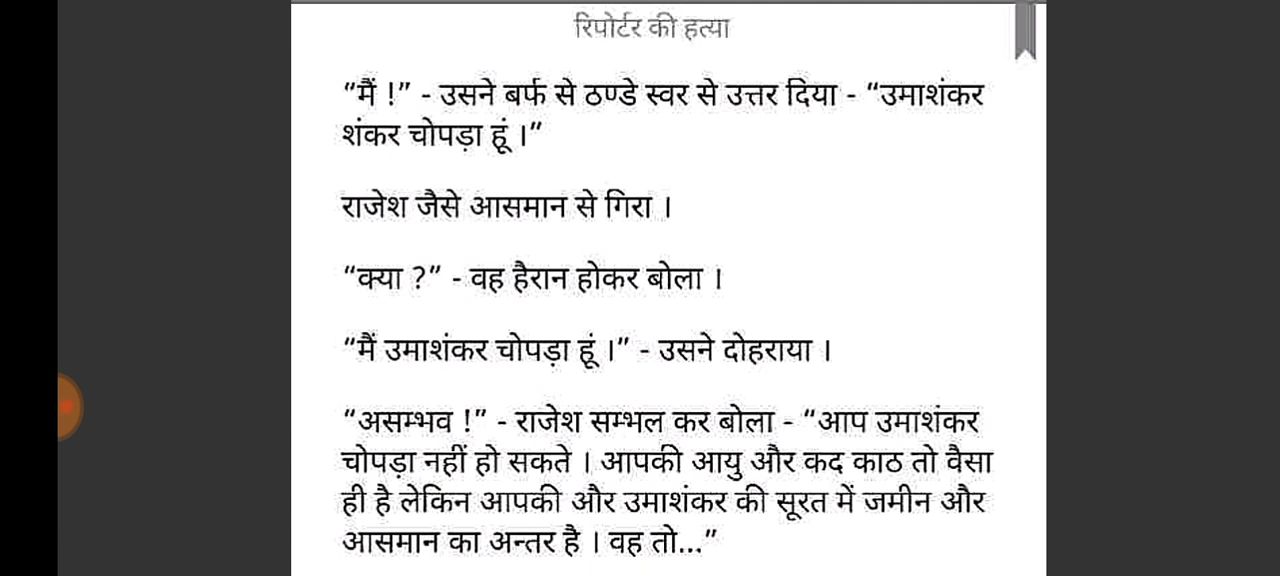 रिपोर्टर की हत्या
“मैं !” - उसने बर्फ से ठण्डे स्वर से उत्तर दिया - “उमाशंकर
शंकर चोपड़ा हूं ।”
राजेश जैसे आसमान से गिरा ।
“क्या ?” - वह हैरान होकर बोला ।
“मैं उमाशंकर चोपड़ा हूं ।” - उसने दोहराया ।
“असम्भव !” - राजेश सम्भल कर बोला - “आप उमाशंकर
चोपड़ा नहीं हो सकते । आपकी आयु और कद काठ तो वैसा
ही है लेकिन आपकी और उमाशंकर की सूरत में जमीन और
आसमान का अन्तर है । वह तो...”